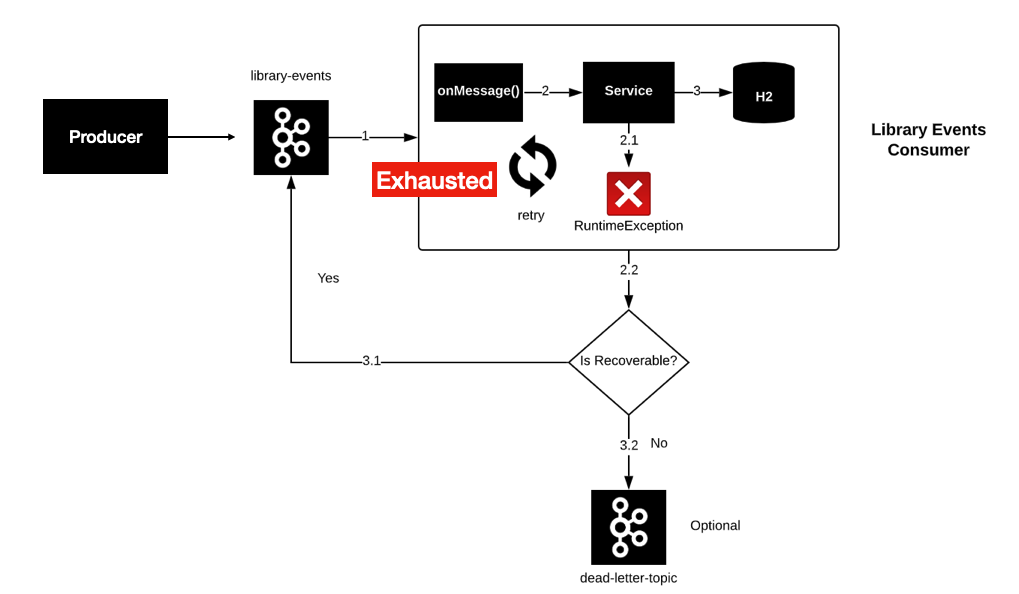 library-events
Producer
1
onMessage()
2
Service
3
H2
2.1
Library Events
Consumer
Exhausted
retry
RuntimeException
2.2
Yes
3.1
Is Recoverable?
3.2
No
Optional
dead-letter-topic